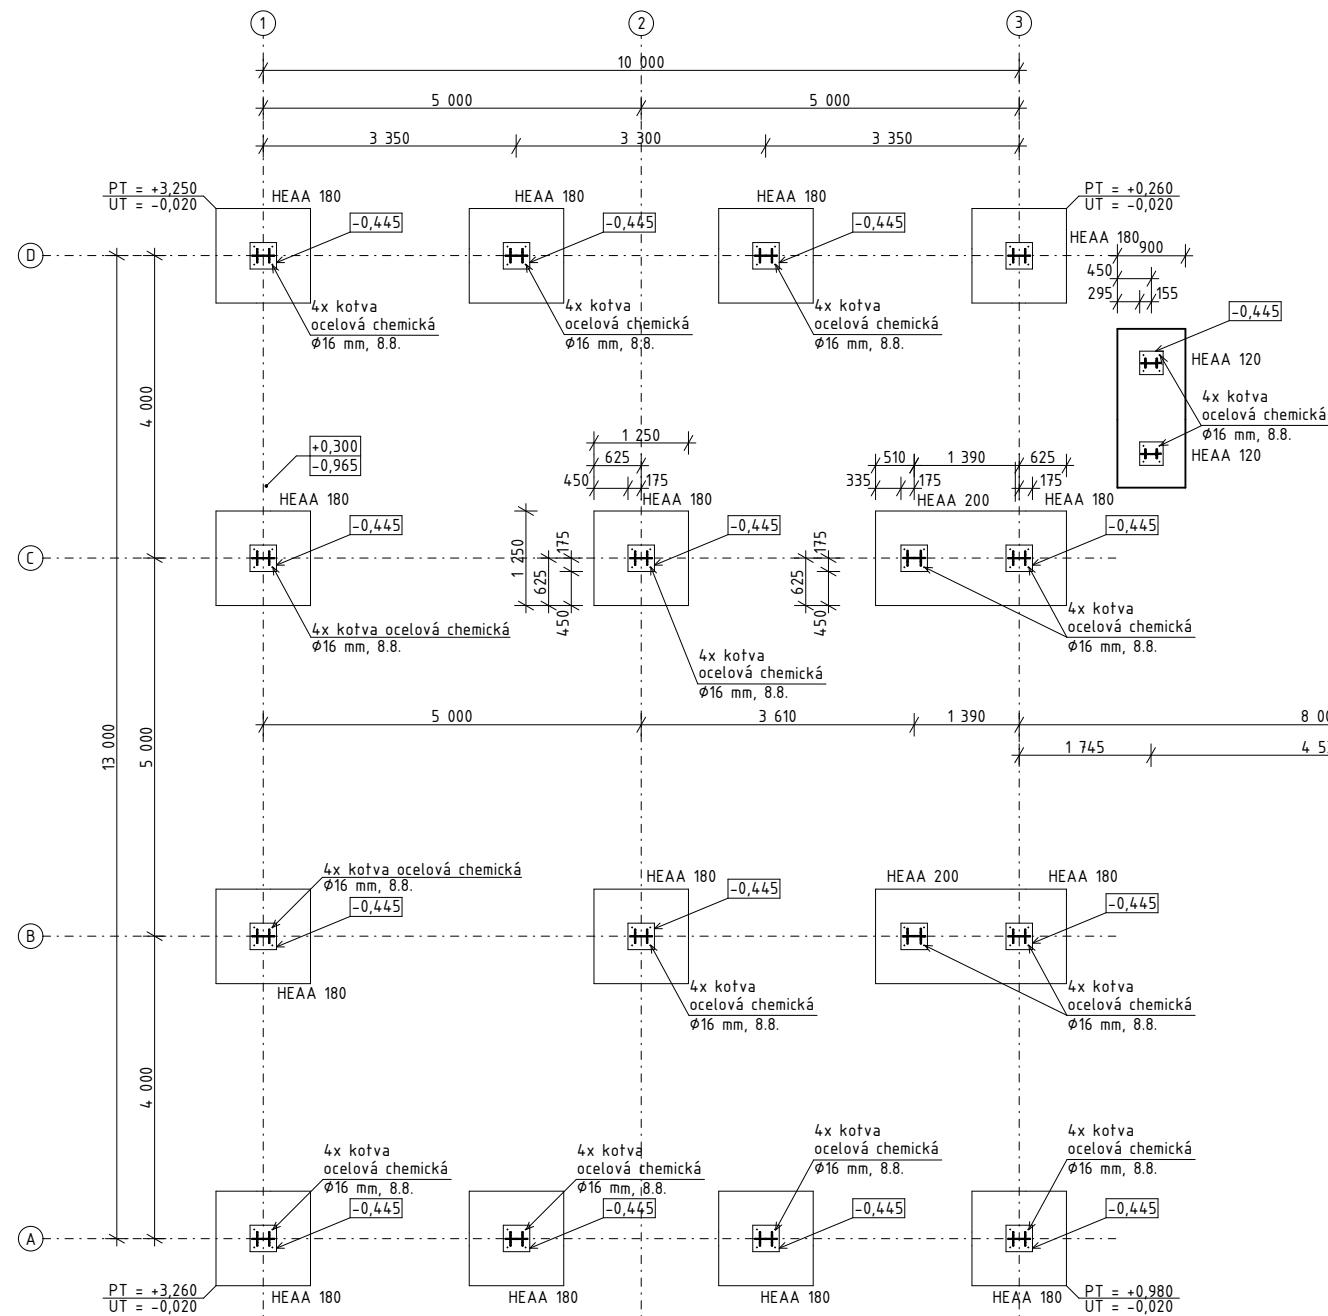 1
2
3
10 000
5 000
5 000
3 350
3 300
3 350
PT = +3,250
UT = -0,020
HEAA 180
HEAA 180
HEAA 180
PT = +0,260
UT = -0,020
-0,445
-0,445
-0,445
HEAA 180
D
900
450
295
155
4x kotva
ocelová chemická
Ø16 mm, 8.8.
4x kotva
ocelová chemická
Ø16 mm, 8.8.
4x kotva
ocelová chemická
Ø16 mm, 8.8.
-0,445
HEAA 120
4x kotva
ocelová chemická
Ø16 mm, 8.8.
HEAA 120
4 000
+0,300
-0,965
1 250
625
450
175
510
1 390
625
335
175
175
HEAA 180
HEAA 180
HEAA 200
HEAA 180
-0,445
-0,445
-0,445
C
1 250
625
175
450
625
175
450
4x kotva ocelová chemická
Ø16 mm, 8.8.
4x kotva
ocelová chemická
Ø16 mm, 8.8.
4x kotva
ocelová chemická
Ø16 mm, 8.8.
5 000
3 610
1 390
8 00
1 745
4 5
13 000
5 000
4x kotva ocelová chemická
Ø16 mm, 8.8.
-0,445
HEAA 180
-0,445
HEAA 200
HEAA 180
-0,445
B
HEAA 180
4x kotva
ocelová chemická
Ø16 mm, 8.8.
4x kotva
ocelová chemická
Ø16 mm, 8.8.
4 000
4x kotva
ocelová chemická
Ø16 mm, 8.8.
4x kotva
ocelová chemická
Ø16 mm, 8.8.
4x kotva
ocelová chemická
Ø16 mm, 8.8.
4x kotva
ocelová chemická
Ø16 mm, 8.8.
-0,445
-0,445
-0,445
-0,445
A
PT = +3,260
UT = -0,020
HEAA 180
HEAA 180
HEAA 180
HEAA 180
PT = +0,980
UT = -0,020